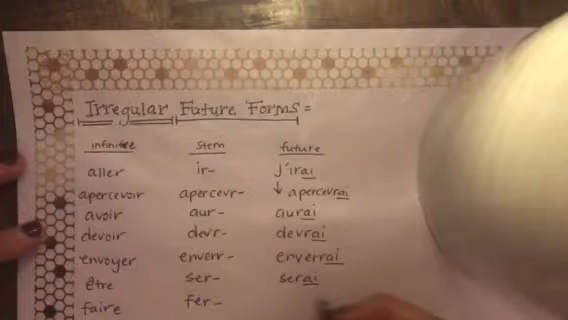 Irregular Future Forms =
infinitive stem future
aller ir- j'irai
apercevoir apercevr- ↓ apercevrai
avoir aur- aurai
devoir devr- devrai
envoyer enverr- enverrai
être ser- serai
faire fer-